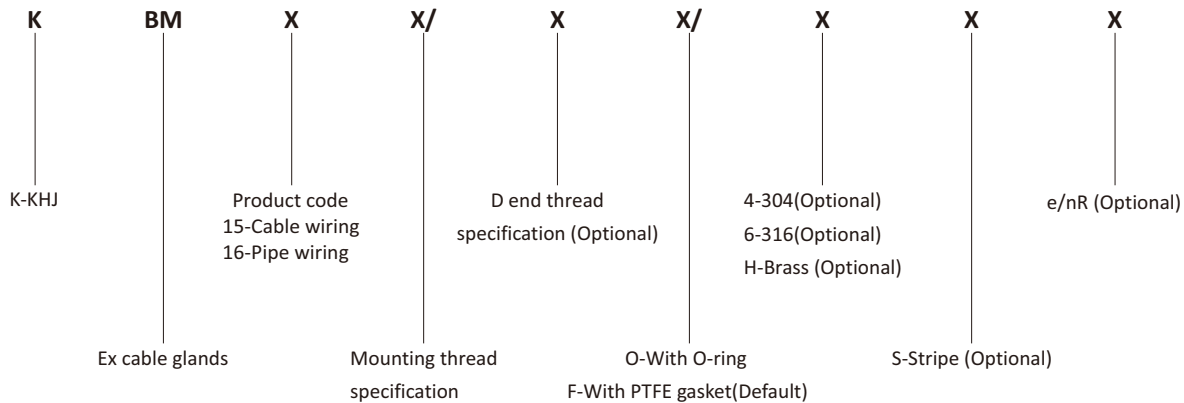 K BM X X/ X X/ X X X
K-KHJ
Product code
15-Cable wiring
16-Pipe wiring
D end thread
specification (Optional)
4-304(Optional)
6-316(Optional)
H-Brass (Optional)
e/nR (Optional)
Ex cable glands
Mounting thread
specification
O-With O-ring
F-With PTFE gasket(Default)
S-Stripe (Optional)